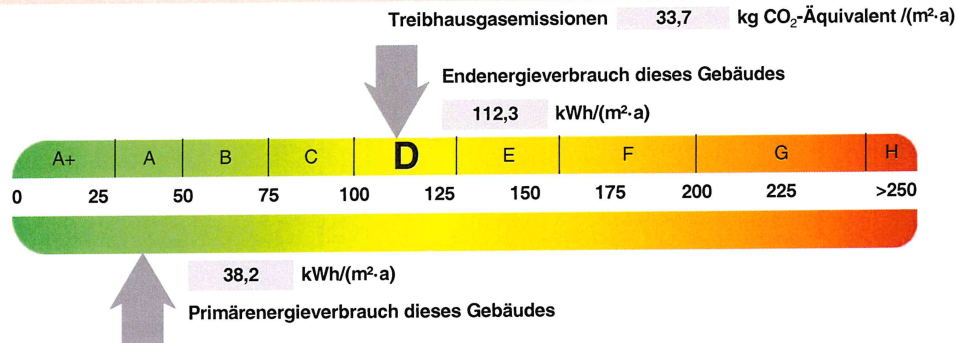 Treibhausgasemissionen 33,7 kg CO₂-Äquivalent /(m²·a)
Endenergieverbrauch dieses Gebäudes
112,3 kWh/(m²·a)
A+ A B C D E F G H
0 25 50 75 100 125 150 175 200 225 >250
38,2 kWh/(m²·a)
Primärenergieverbrauch dieses Gebäudes